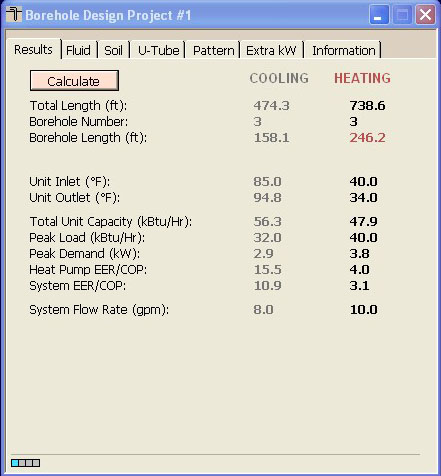 Borehole Design Project #1
Results Fluid Soil U-Tube Pattern Extra kW Information
Calculate COOLING HEATING
Total Length (ft): 474.3 738.6
Borehole Number: 3 3
Borehole Length (ft): 158.1 246.2
Unit Inlet (°F): 85.0 40.0
Unit Outlet (°F): 94.8 34.0
Total Unit Capacity (kBtu/Hr): 56.3 47.9
Peak Load (kBtu/Hr): 32.0 40.0
Peak Demand (kW): 2.9 3.8
Heat Pump EER/COP: 15.5 4.0
System EER/COP: 10.9 3.1
System Flow Rate (gpm): 8.0 10.0